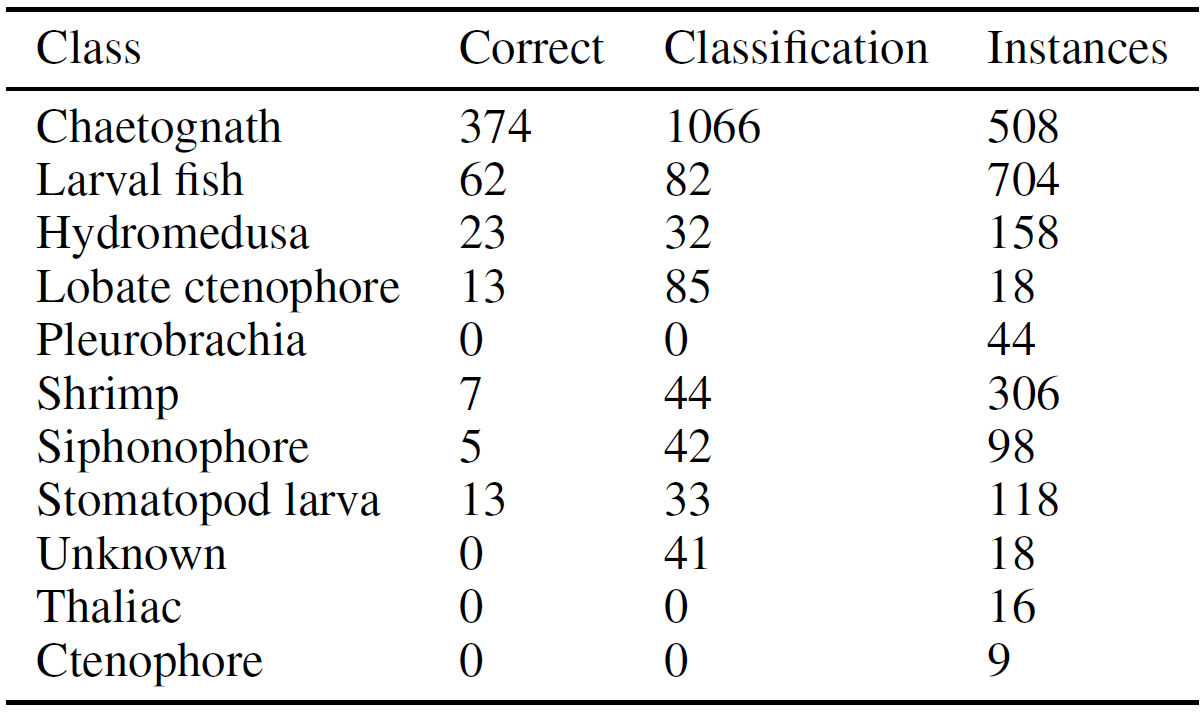 Class Correct Classification Instances
Chaetognath 374 1066 508
Larval fish 62 82 704
Hydromedusa 23 32 158
Lobate ctenophore 13 85 18
Pleurobrachia 0 0 44
Shrimp 7 44 306
Siphonophore 5 42 98
Stomatopod larva 13 33 118
Unknown 0 41 18
Thaliac 0 0 16
Ctenophore 0 0 9